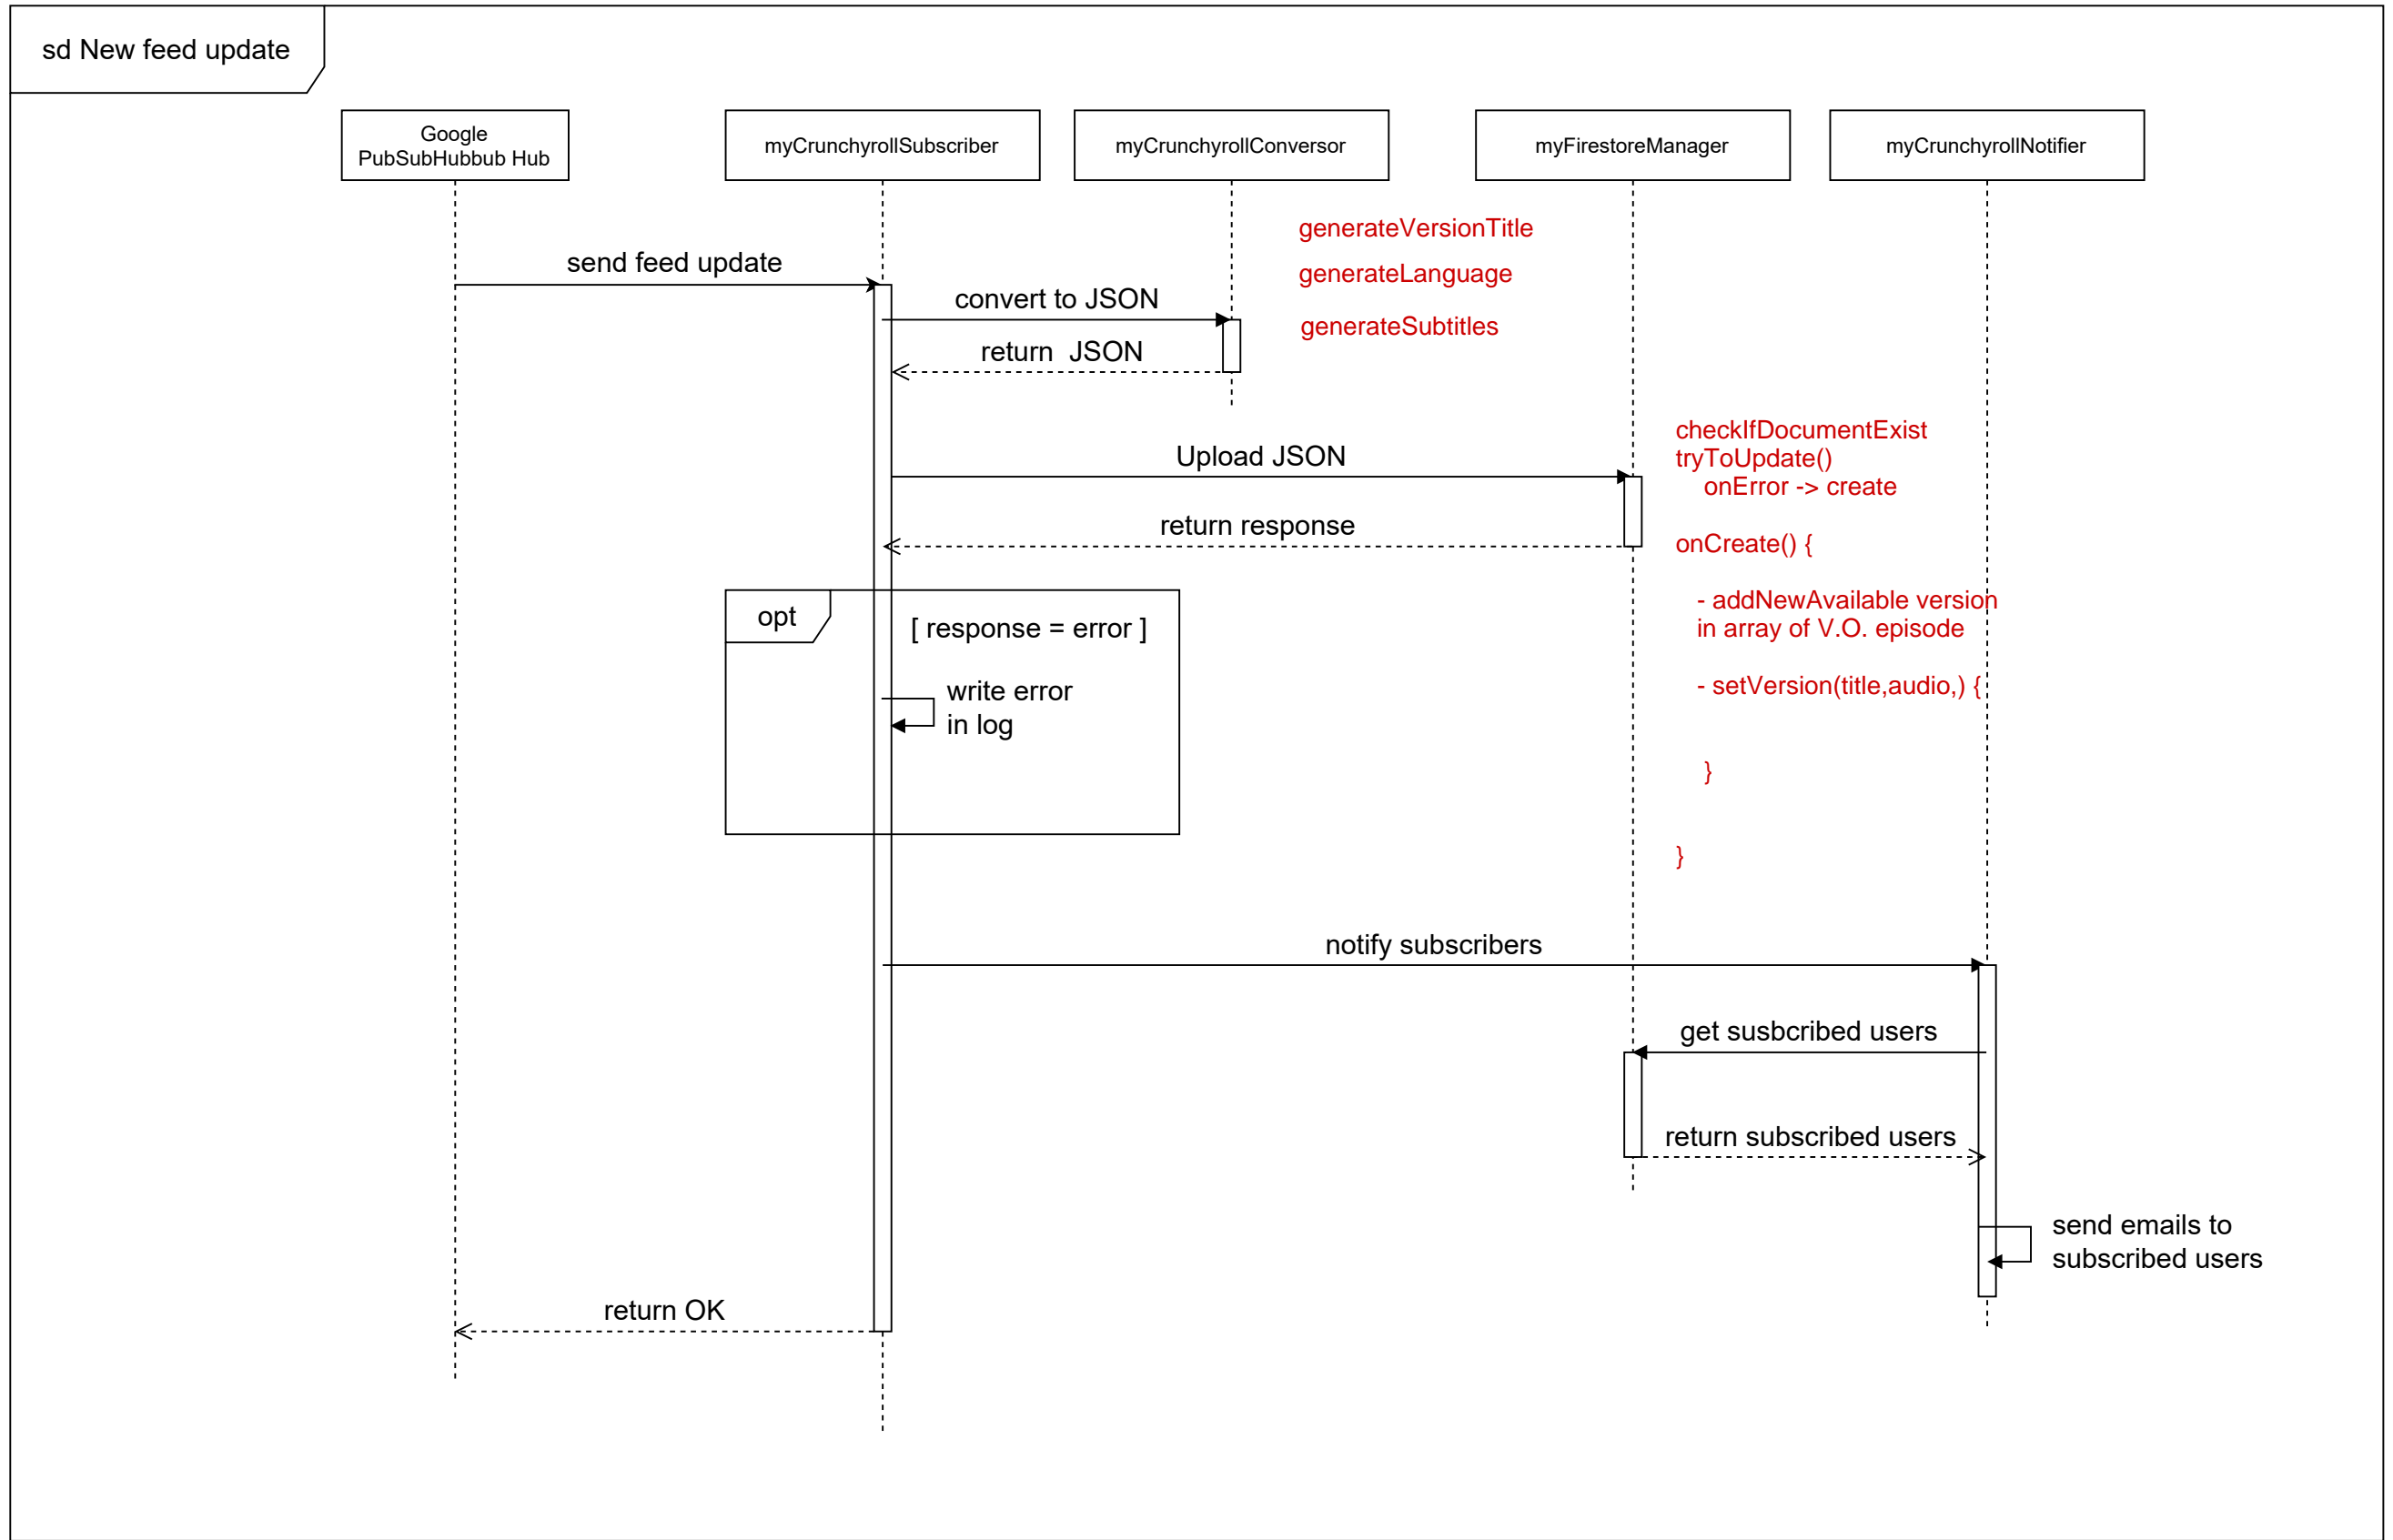 sd New feed update
Google
PubSubHubbub Hub
myCrunchyrollSubscriber
myCrunchyrollConversor
myFirestoreManager
myCrunchyrollNotifier
generateVersionTitle
send feed update
generateLanguage
convert to JSON
generateSubtitles
return  JSON
checkIfDocumentExist
Upload JSON
tryToUpdate()
onError -> create
return response
onCreate() {
opt
[ response = error ]
- addNewAvailable version
in array of V.O. episode
write error
in log
- setVersion(title,audio,) {
}
}
notify subscribers
get susbcribed users
return subscribed users
send emails to
subscribed users
return OK